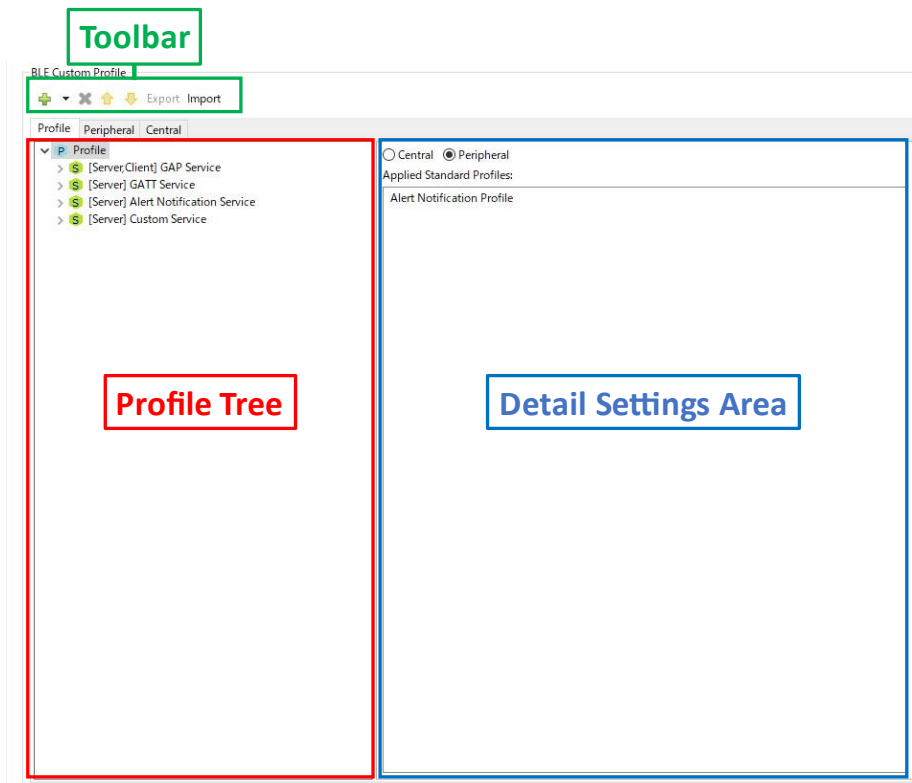 Toolbar
BLE Custom Profile
Export Import
Profile Peripheral Central
P Profile
S [Server,Client] GAP Service
S [Server] GATT Service
S [Server] Alert Notification Service
S [Server] Custom Service
Central Peripheral
Applied Standard Profiles:
Alert Notification Profile
Profile Tree
Detail Settings Area